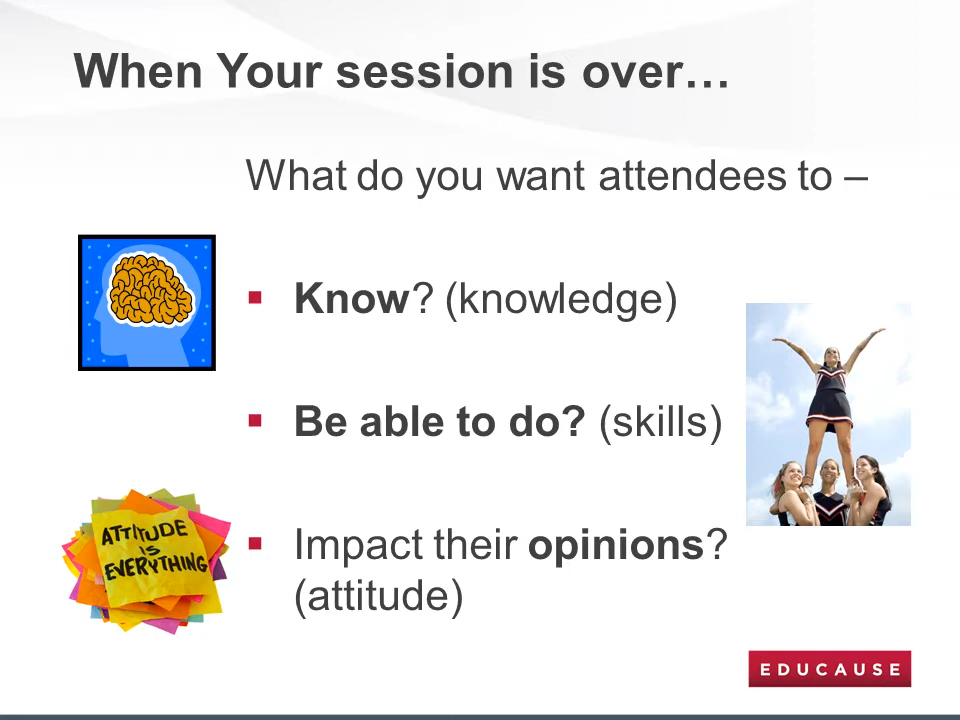 When Your session is over…
What do you want attendees to –
▪ Know? (knowledge)
▪ Be able to do? (skills)
ATTITUDE
IS
EVERYTHING
▪ Impact their opinions?
(attitude)
EDUCAUSE